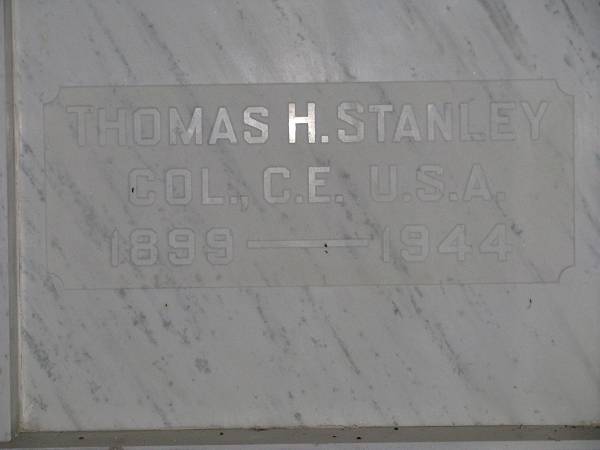 THOMAS H. STANLEY
COL., C.E. U.S.A.
1899 — 1944